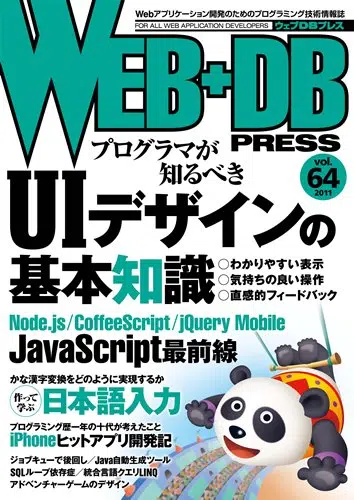 Webアプリケーション開発のためのプログラミング技術情報誌
FOR ALL WEB APPLICATION DEVELOPERS ウェブDBプレス
WEB+DB
PRESS
vol.
64
2011
プログラマが
知るべき
UIデザインの
基本知識
○わかりやすい表示
○気持ちの良い操作
○直感的フィードバック
Node.js/CoffeeScript/jQuery Mobile
JavaScript最前線
かな漢字変換をどのように実現するか
作って学ぶ
日本語入力
プログラミング歴一年の十代が考えたこと
iPhoneヒットアプリ開発記
ジョブキューで後回し／Java自動生成ツール
SQLループ依存症／統合言語クエリLINQ
アドベンチャーゲームのデザイン